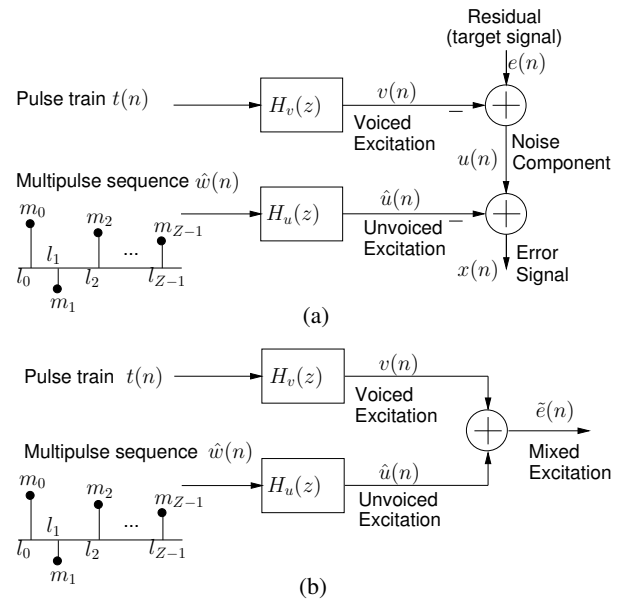 Residual
(target signal)
e(n)
Pulse train t(n)
H_v(z)
v(n)
−
Voiced
Excitation
u(n)
Noise
Component
Multipulse sequence ŵ(n)
H_u(z)
û(n)
−
Unvoiced
Excitation
x(n)
Error
Signal
m_0
m_2
m_{Z−1}
...
l_0
l_1
l_2
l_{Z−1}
m_1
(a)
Pulse train t(n)
H_v(z)
v(n)
Voiced
Excitation
ẽ(n)
Mixed
Excitation
Multipulse sequence ŵ(n)
H_u(z)
û(n)
Unvoiced
Excitation
m_0
m_2
m_{Z−1}
...
l_0
l_1
l_2
l_{Z−1}
m_1
(b)